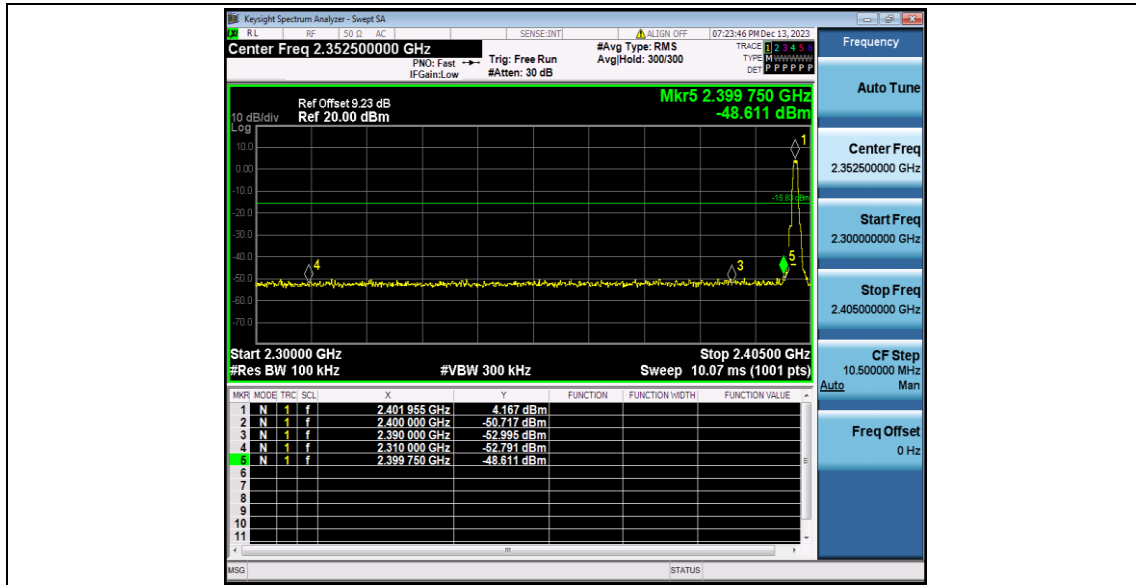 Keysight Spectrum Analyzer - Swept SA
RL RF 50 Ω AC SENSE:INT ALIGN OFF 07:23:46 PM Dec 13, 2023
Center Freq 2.352500000 GHz #Avg Type: RMS TRACE 1 2 3 4 5 6
PNO: Fast Trig: Free Run Avg|Hold: 300/300 TYPE M WWWWW
IFGain:Low #Atten: 30 dB DET P P P P P P
Mkr5 2.399 750 GHz
-48.611 dBm
Ref Offset 9.23 dB
10 dB/div Ref 20.00 dBm
Log
10.0
0.00
-10.0
-20.0
-30.0
-40.0
-50.0
-60.0
-70.0
1
-15.83 dBm
4
3
5
Start 2.30000 GHz Stop 2.40500 GHz
#Res BW 100 kHz #VBW 300 kHz Sweep 10.07 ms (1001 pts)
MKR MODE TRC SCL X Y FUNCTION FUNCTION WIDTH FUNCTION VALUE
1 N 1 f 2.401 955 GHz 4.167 dBm
2 N 1 f 2.400 000 GHz -50.717 dBm
3 N 1 f 2.390 000 GHz -52.995 dBm
4 N 1 f 2.310 000 GHz -52.791 dBm
5 N 1 f 2.399 750 GHz -48.611 dBm
6
7
8
9
10
11
MSG STATUS
Frequency
Auto Tune
Center Freq
2.352500000 GHz
Start Freq
2.300000000 GHz
Stop Freq
2.405000000 GHz
CF Step
10.500000 MHz
Auto Man
Freq Offset
0 Hz